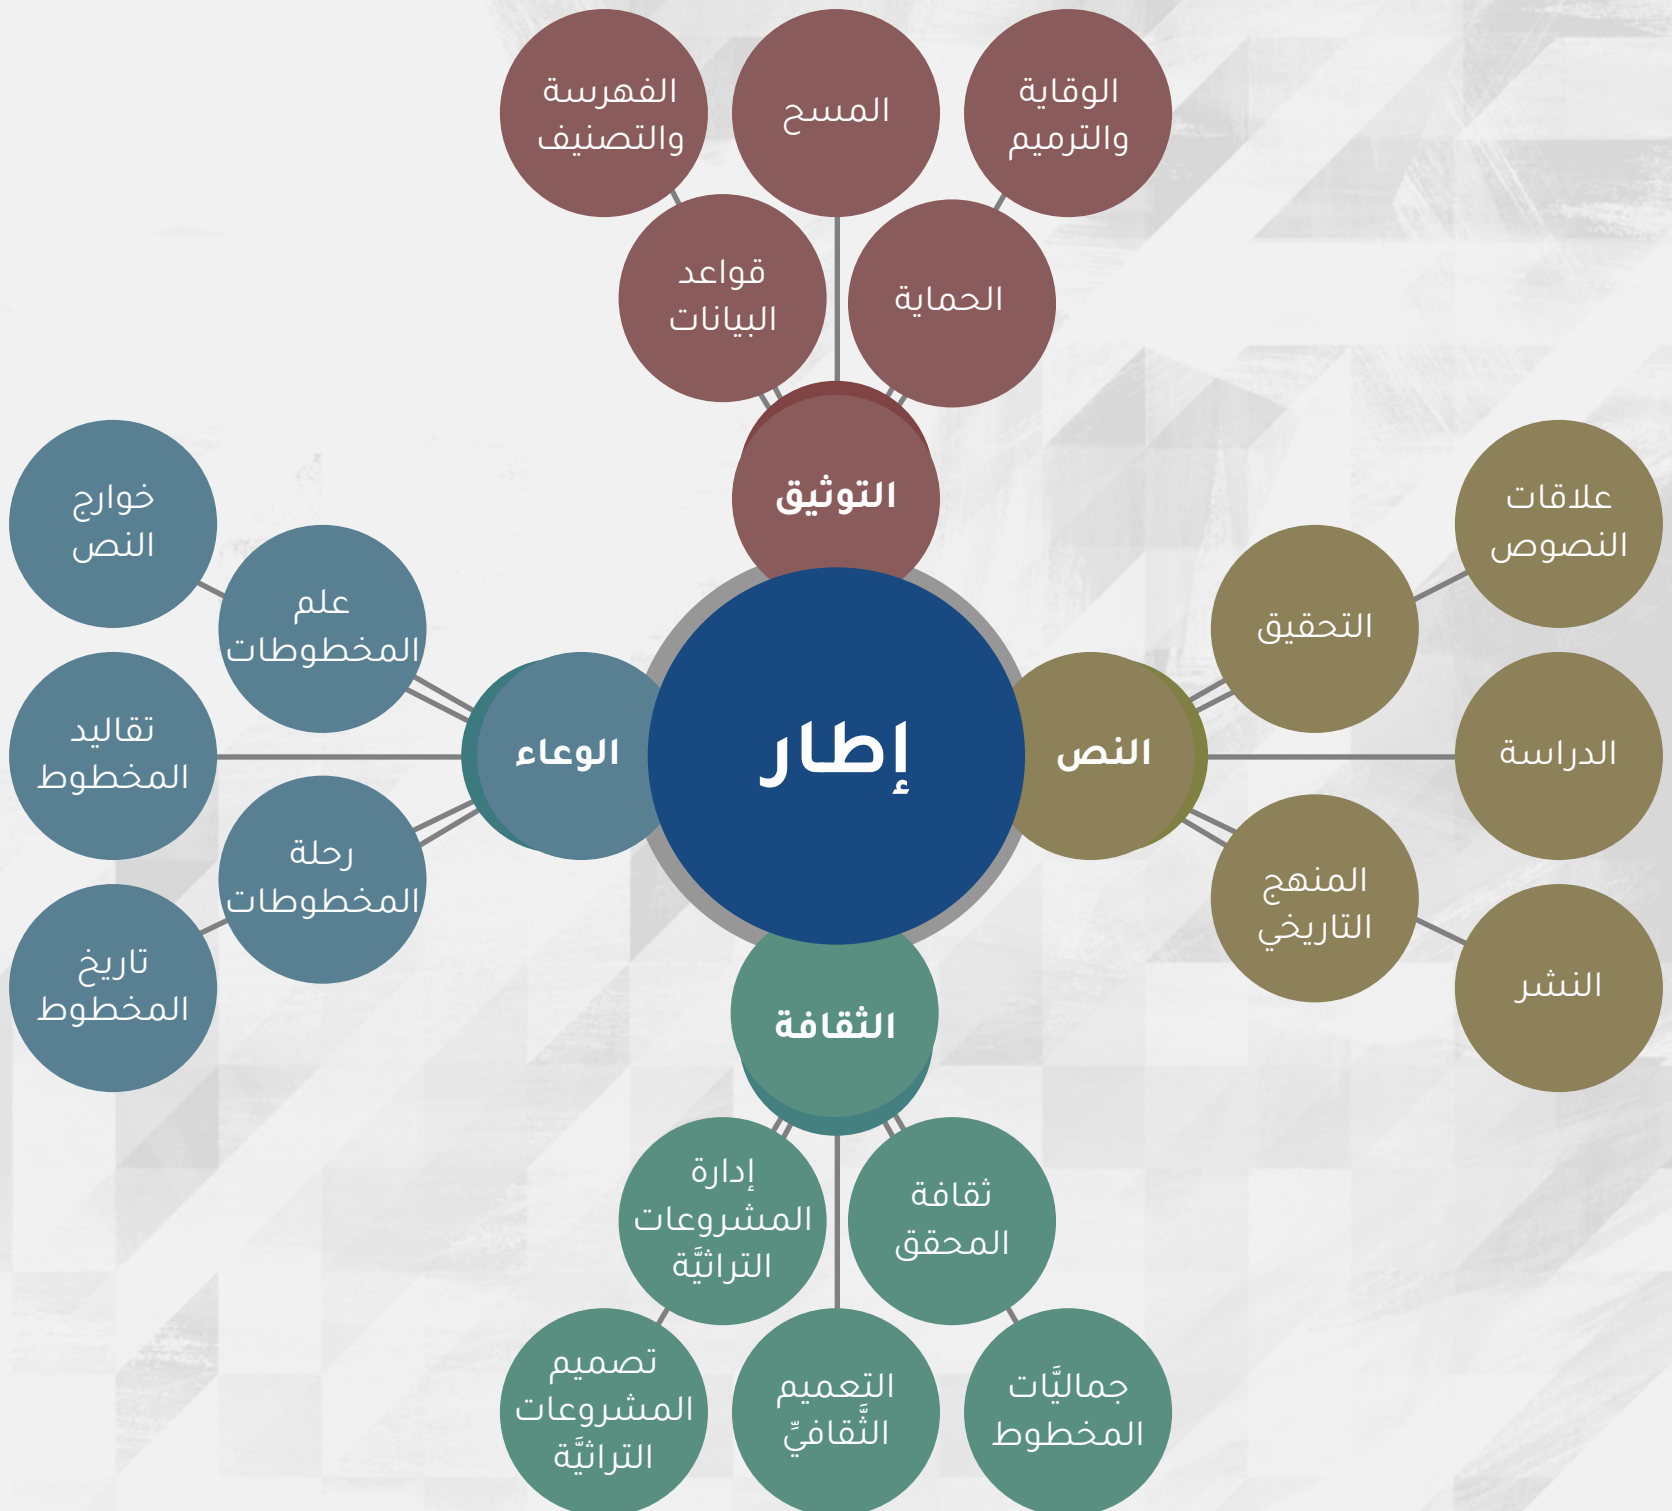 الوقاية
والترميم
المسح
الفهرسة
والتصنيف
الحماية
قواعد
البيانات
التوثيق
علاقات
النصوص
التحقيق
الدراسة
المنهج
التاريخي
النشر
النص
إطار
الوعاء
خوارج
النص
علم
المخطوطات
تقاليد
المخطوط
رحلة
المخطوطات
تاريخ
المخطوط
الثقافة
ثقافة
المحقق
إدارة
المشروعات
التراثيَّة
جماليَّات
المخطوط
التعميم
الثَّقافيِّ
تصميم
المشروعات
التراثيَّة